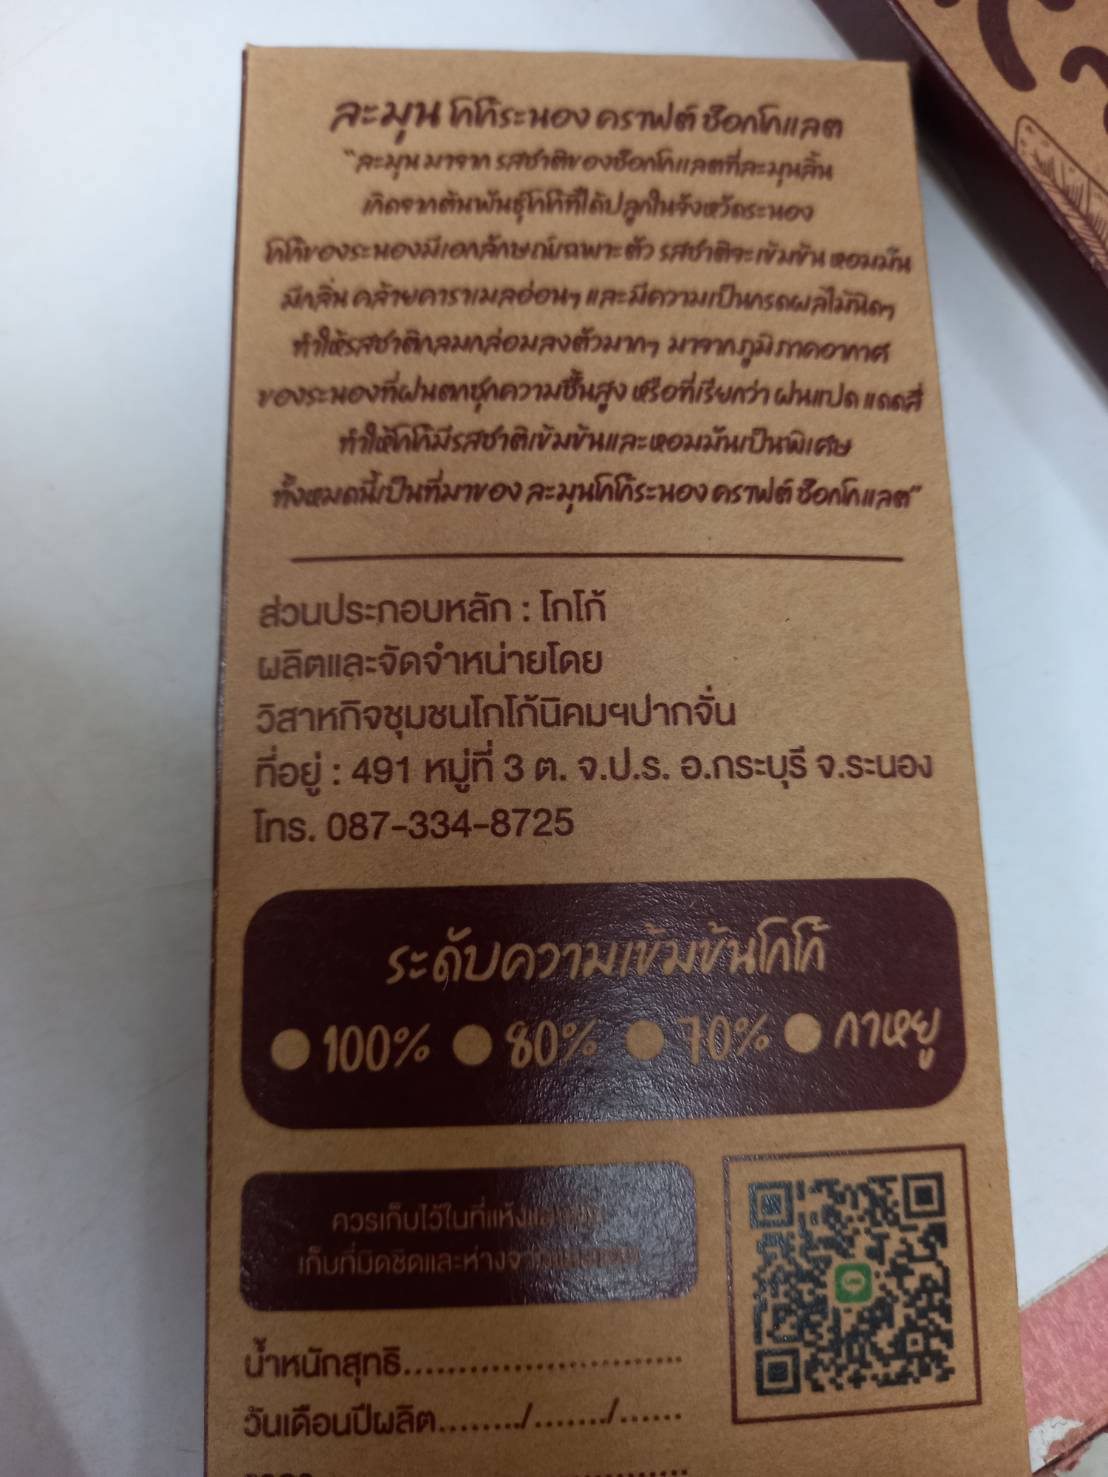 ละมุน โกโก้ระนอง คราฟต์ ช็อกโกแลต
"ละมุน มาจาก รสชาติของช็อกโกแลตที่ละมุนลิ้น
เกิดจากต้นพันธุ์โกโก้ที่ได้ปลูกในจังหวัดระนอง
โกโก้ของระนองมีเอกลักษณ์เฉพาะตัว รสชาติจะเข้มข้น หอมมัน
มีกลิ่น คล้ายคาราเมลอ่อนๆ และมีความเป็นกรดผลไม้นิดๆ
ทำให้รสชาติกลมกล่อมลงตัวมากๆ มาจากภูมิภาคอากาศ
ของระนองที่ฝนตกชุกความชื้นสูง หรือที่เรียกว่า ฝนแปด แดดสี่
ทำให้โกโก้มีรสชาติเข้มข้นและหอมมันเป็นพิเศษ
ทั้งหมดนี้เป็นที่มาของ ละมุนโกโก้ระนอง คราฟต์ ช็อกโกแลต"
ส่วนประกอบหลัก : โกโก้
ผลิตและจัดจำหน่ายโดย
วิสาหกิจชุมชนโกโก้นิคมฯปากจั่น
ที่อยู่ : 491 หมู่ที่ 3 ต. จ.ป.ร. อ.กระบุรี จ.ระนอง
โทร. 087-334-8725
ระดับความเข้มข้นโกโก้
100% 80% 70% กาหยู
ควรเก็บไว้ในที่แห้ง
เก็บที่มิดชิดและห่างจาก
น้ำหนักสุทธิ..............................
วันเดือนปีผลิต......../......./......